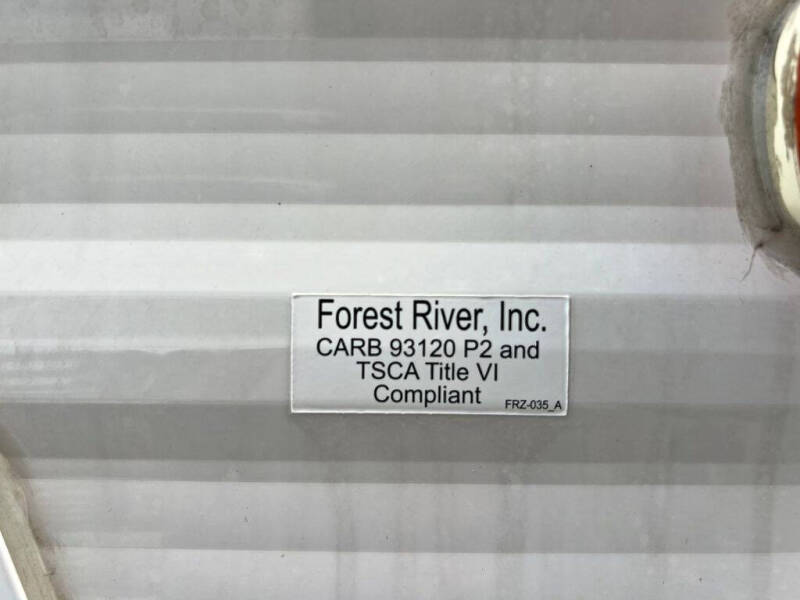 Forest River, Inc.
CARB 93120 P2 and
TSCA Title VI
Compliant
FRZ-035_A